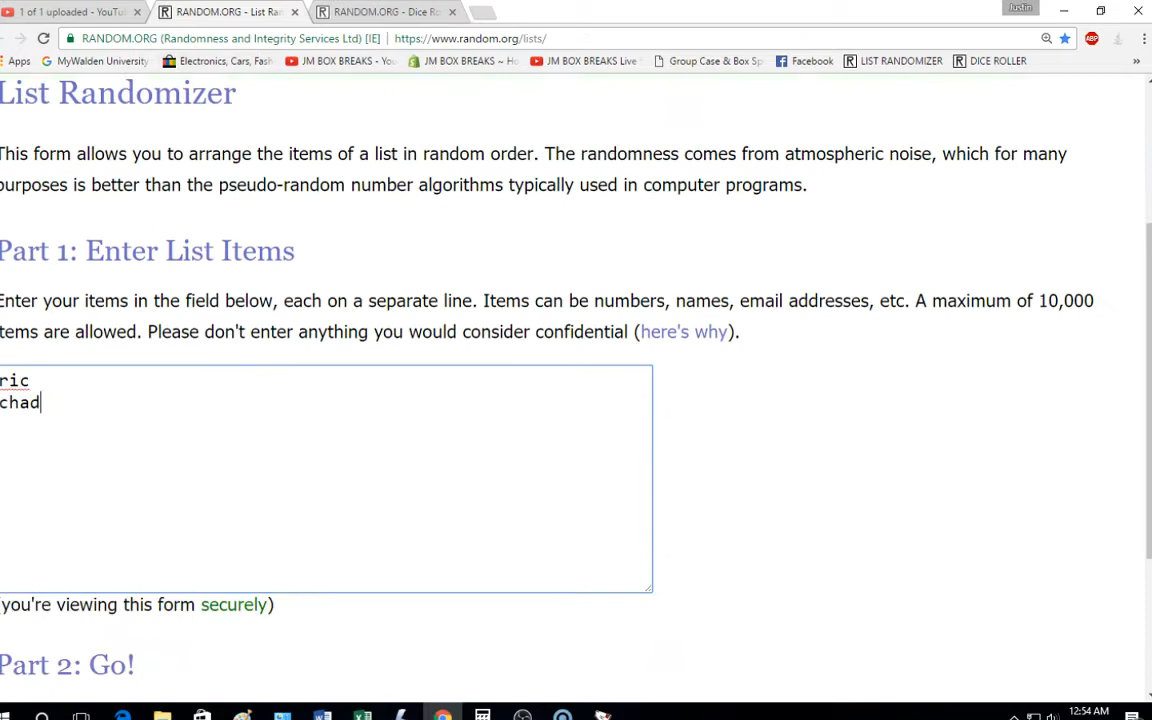 1 of 1 uploaded - YouTu
RANDOM.ORG - List Ra
RANDOM.ORG - Dice Ro
Justin
RANDOM.ORG (Randomness and Integrity Services Ltd) [IE]
https://www.random.org/lists/
ABP
Apps
MyWalden University
Electronics, Cars, Fash
JM BOX BREAKS - Yo
JM BOX BREAKS ~ Ho
JM BOX BREAKS Live
Group Case & Box Sp
Facebook
LIST RANDOMIZER
DICE ROLLER
List Randomizer
This form allows you to arrange the items of a list in random order. The randomness comes from atmospheric noise, which for many
purposes is better than the pseudo-random number algorithms typically used in computer programs.
Part 1: Enter List Items
Enter your items in the field below, each on a separate line. Items can be numbers, names, email addresses, etc. A maximum of 10,000
tems are allowed. Please don't enter anything you would consider confidential (here's why).
ric
chad
(you're viewing this form securely)
Part 2: Go!
12:54 AM